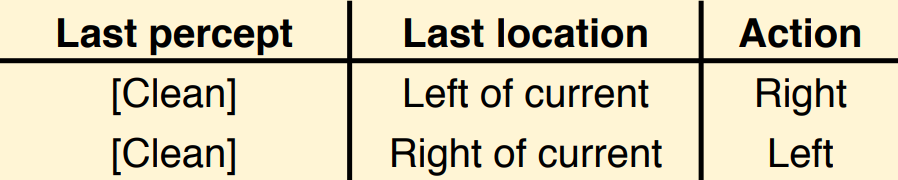 Last percept Last location Action
[Clean] Left of current Right
[Clean] Right of current Left